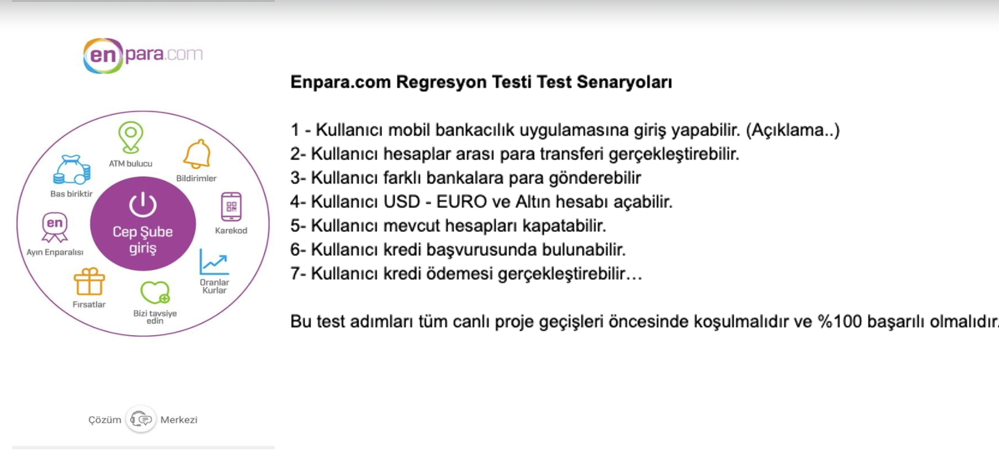 enpara.com
ATM bulucu
Bildirimler
Bas biriktir
Karekod
en
Ayın Enparalısı
Cep Şube
giriş
Oranlar
Kurlar
Fırsatlar
Bizi tavsiye
edin
Çözüm Merkezi
Enpara.com Regresyon Testi Test Senaryoları
1 - Kullanıcı mobil bankacılık uygulamasına giriş yapabilir. (Açıklama..)
2- Kullanıcı hesaplar arası para transferi gerçekleştirebilir.
3- Kullanıcı farklı bankalara para gönderebilir
4- Kullanıcı USD - EURO ve Altın hesabı açabilir.
5- Kullanıcı mevcut hesapları kapatabilir.
6- Kullanıcı kredi başvurusunda bulunabilir.
7- Kullanıcı kredi ödemesi gerçekleştirebilir...
Bu test adımları tüm canlı proje geçişleri öncesinde koşulmalıdır ve %100 başarılı olmalıdır.